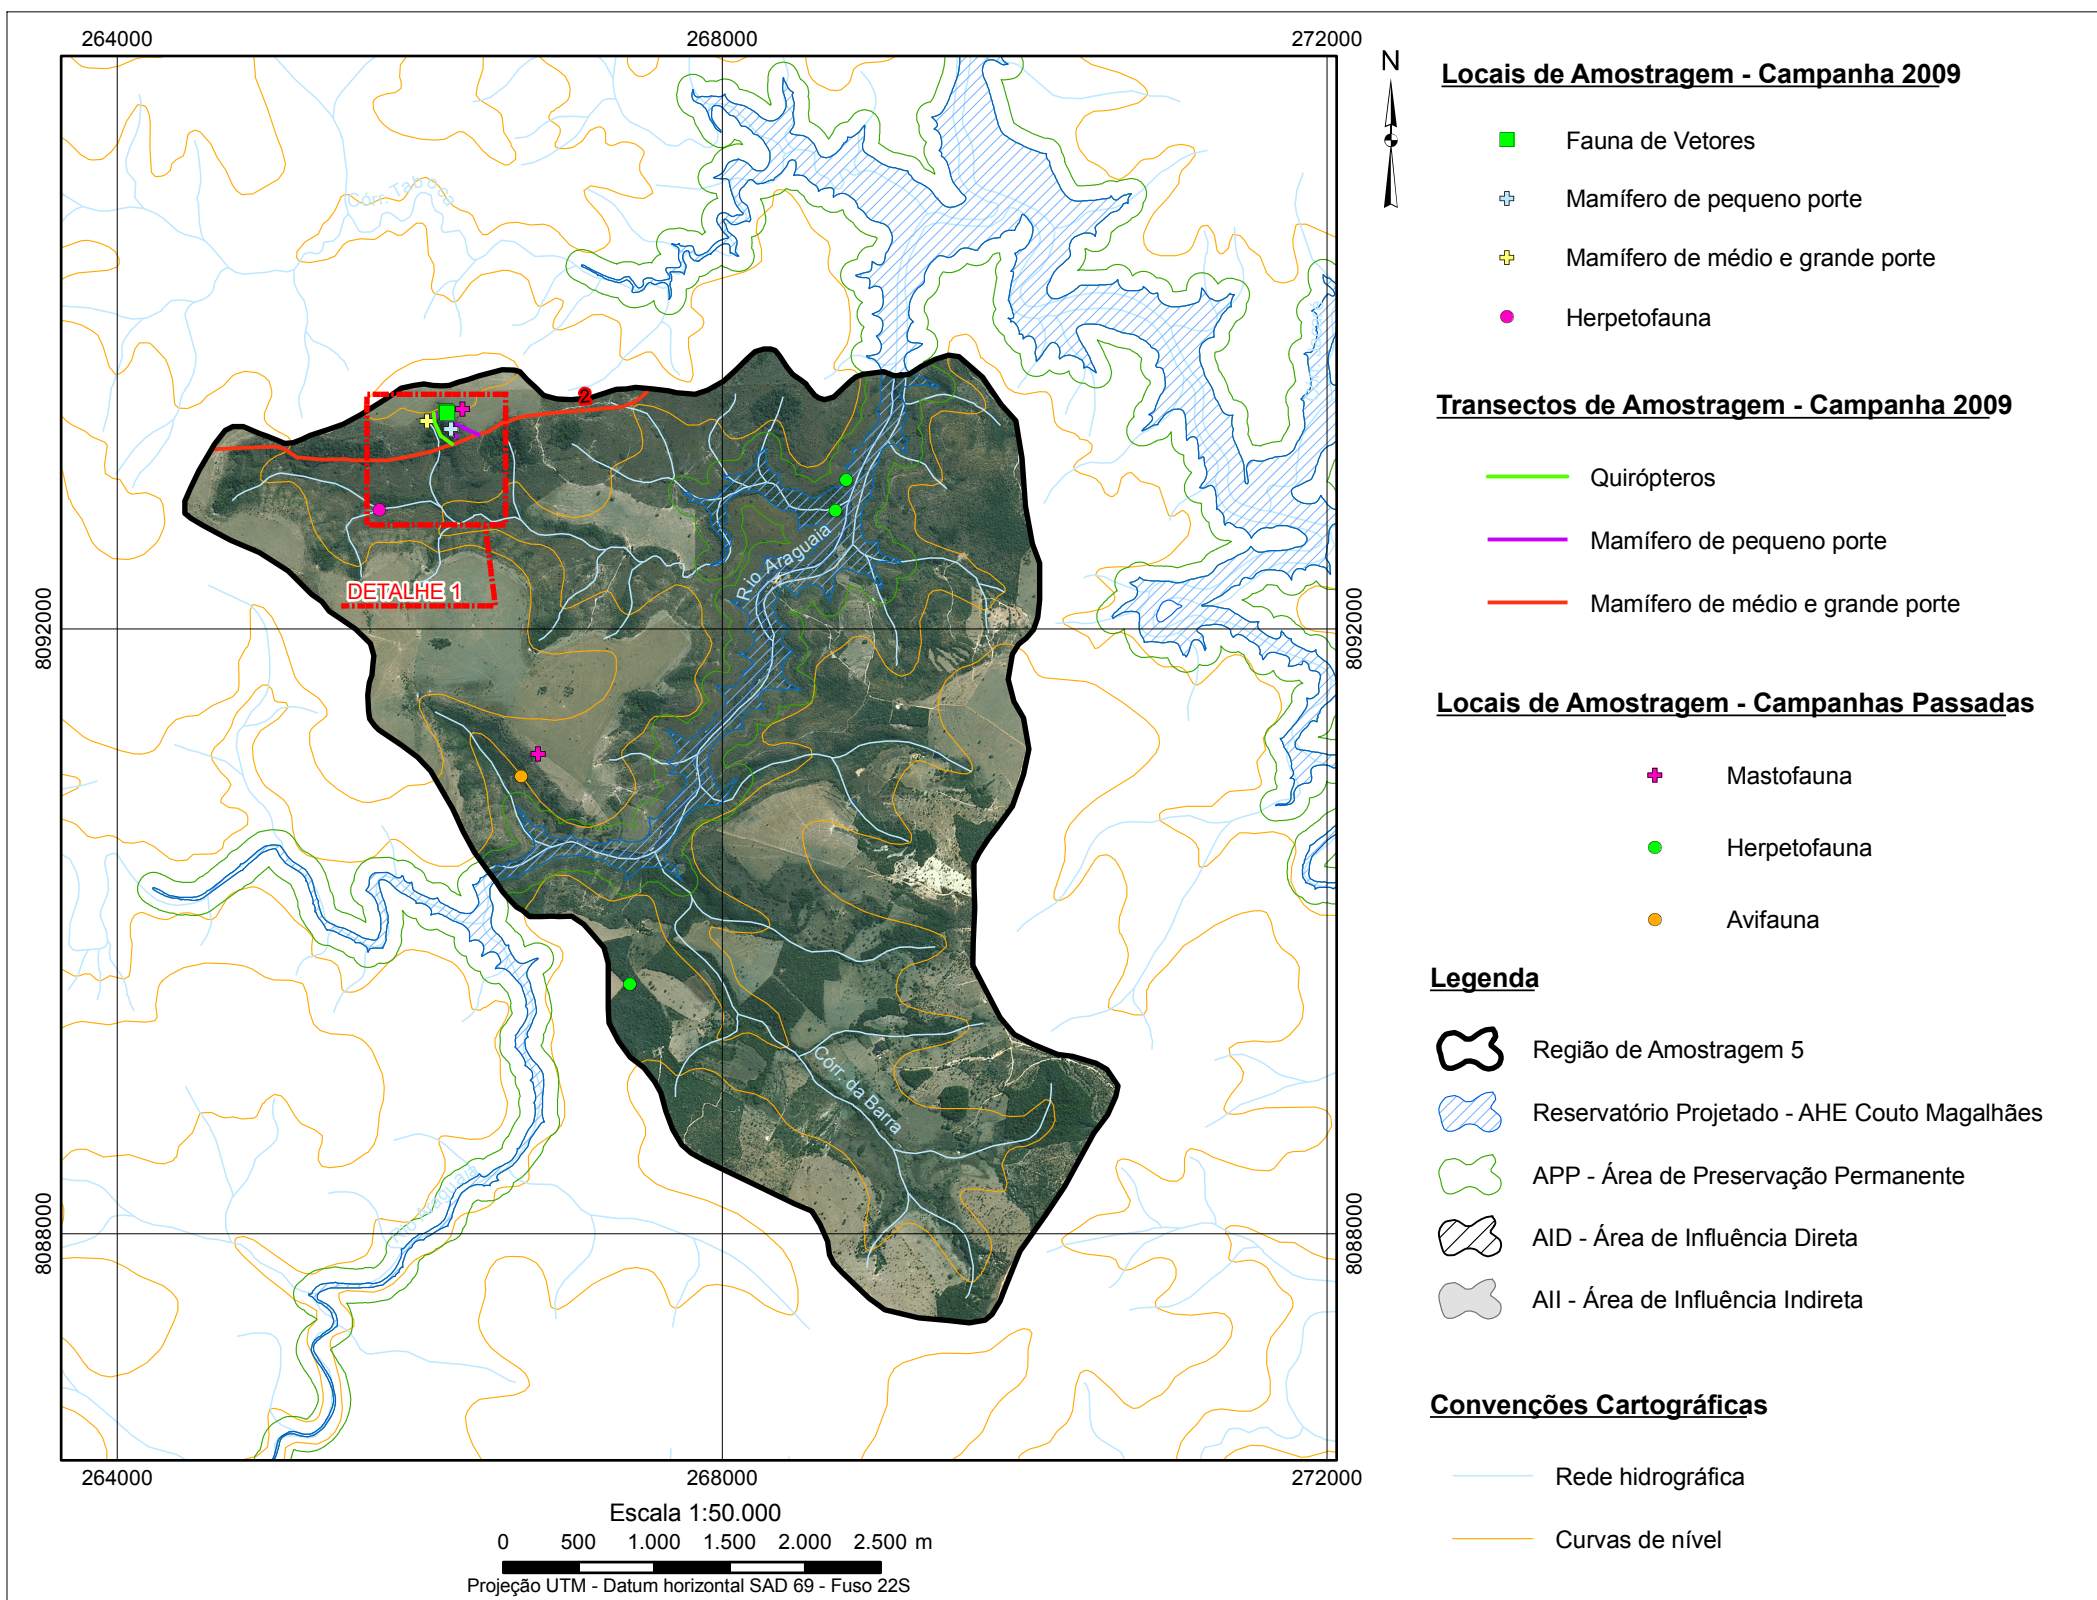 264000
268000
272000
N
Córr. Taboca
2
DETALHE 1
Rio Araguaia
8092000
8092000
Córr. da Barra
Rio Araguaia
8088000
8088000
264000
268000
272000
Escala 1:50.000
0 500 1.000 1.500 2.000 2.500 m
Projeção UTM - Datum horizontal SAD 69 - Fuso 22S
Locais de Amostragem - Campanha 2009
Fauna de Vetores
Mamífero de pequeno porte
Mamífero de médio e grande porte
Herpetofauna
Transectos de Amostragem - Campanha 2009
Quirópteros
Mamífero de pequeno porte
Mamífero de médio e grande porte
Locais de Amostragem - Campanhas Passadas
Mastofauna
Herpetofauna
Avifauna
Legenda
Região de Amostragem 5
Reservatório Projetado - AHE Couto Magalhães
APP - Área de Preservação Permanente
AID - Área de Influência Direta
AII - Área de Influência Indireta
Convenções Cartográficas
Rede hidrográfica
Curvas de nível